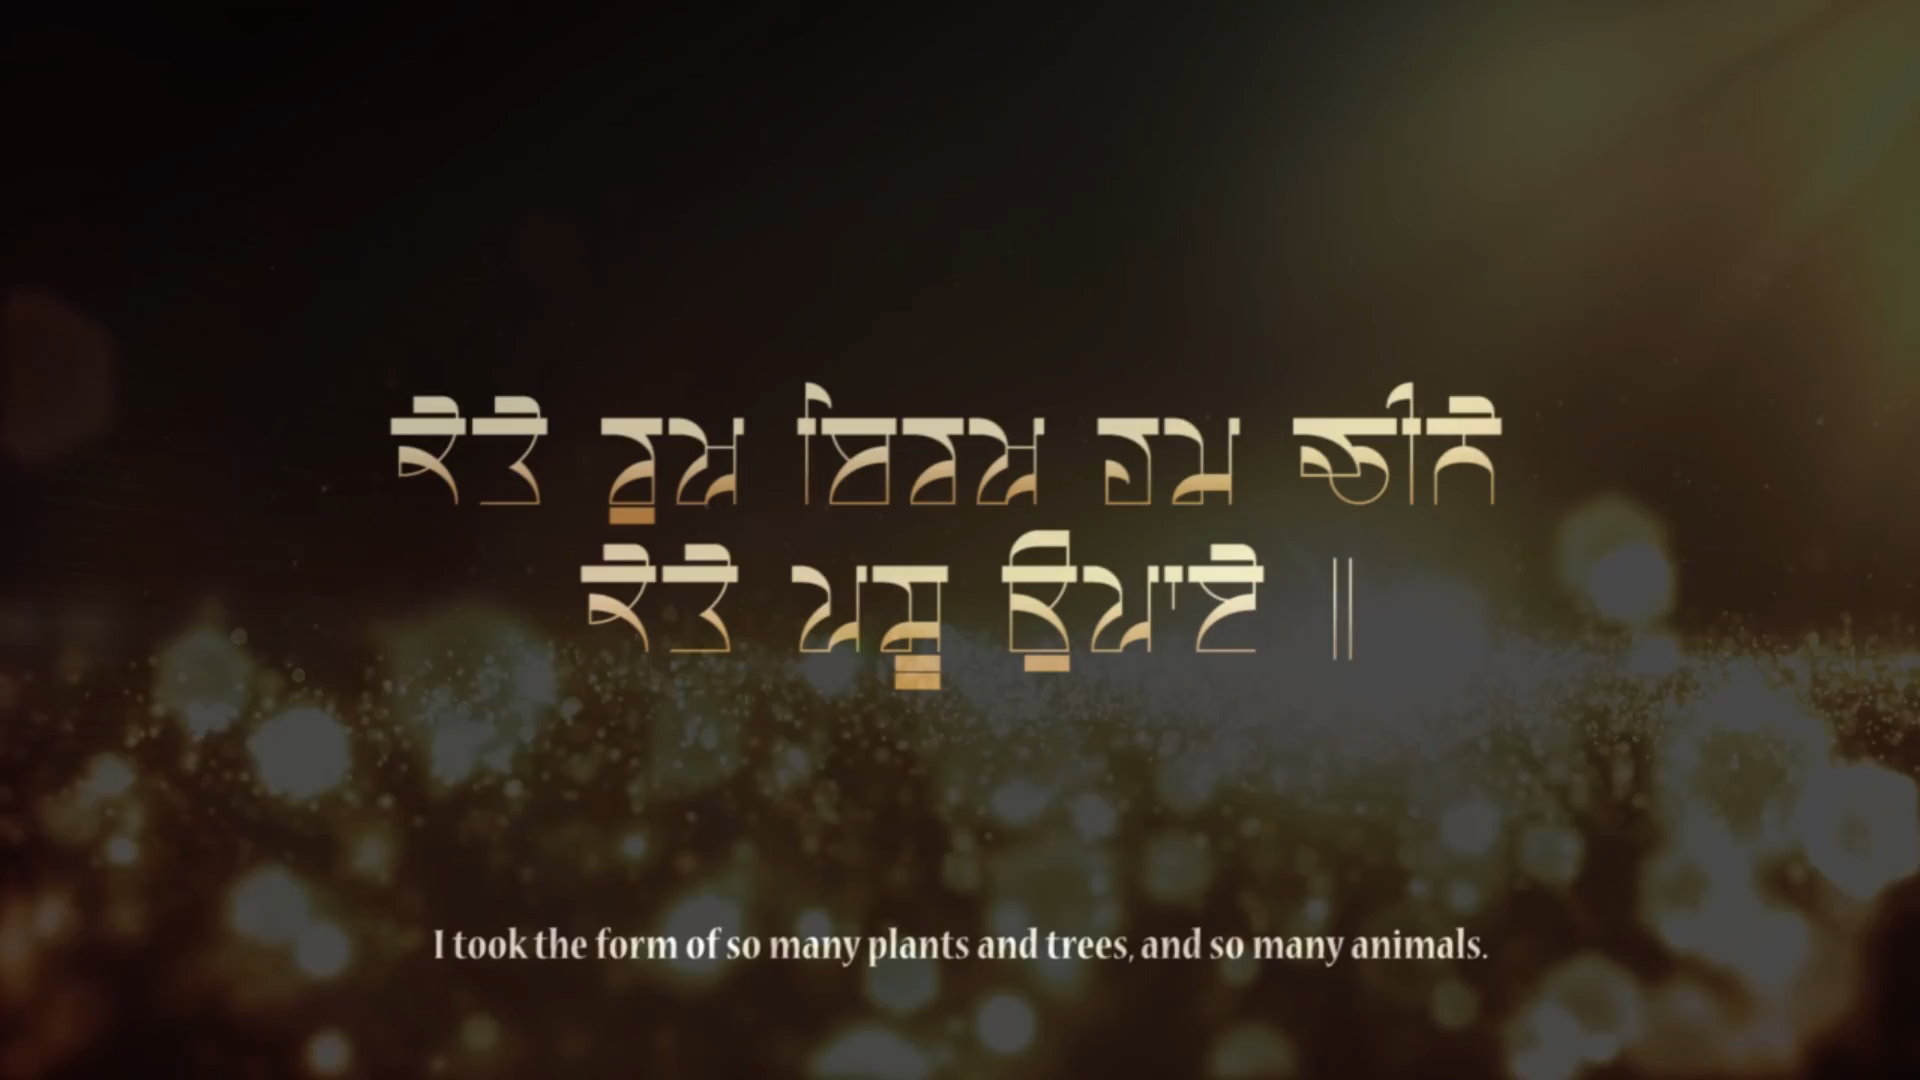 ਕੇਤੇ ਰੁਖ ਬਿਰਖ ਹਮ ਚੀਨੇ
ਕੇਤੇ ਪਸੂ ਉਪਾਏ ॥
I took the form of so many plants and trees, and so many animals.